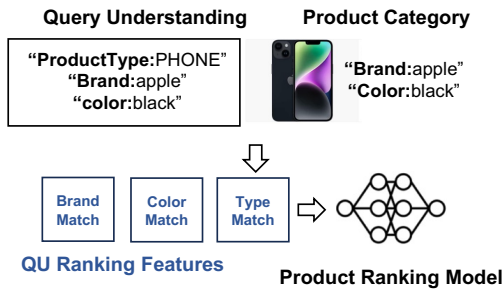 Query Understanding
Product Category
“ProductType:PHONE”
“Brand:apple”
“color:black”
“Brand:apple”
“Color:black”
Brand
Match
Color
Match
Type
Match
QU Ranking Features
Product Ranking Model